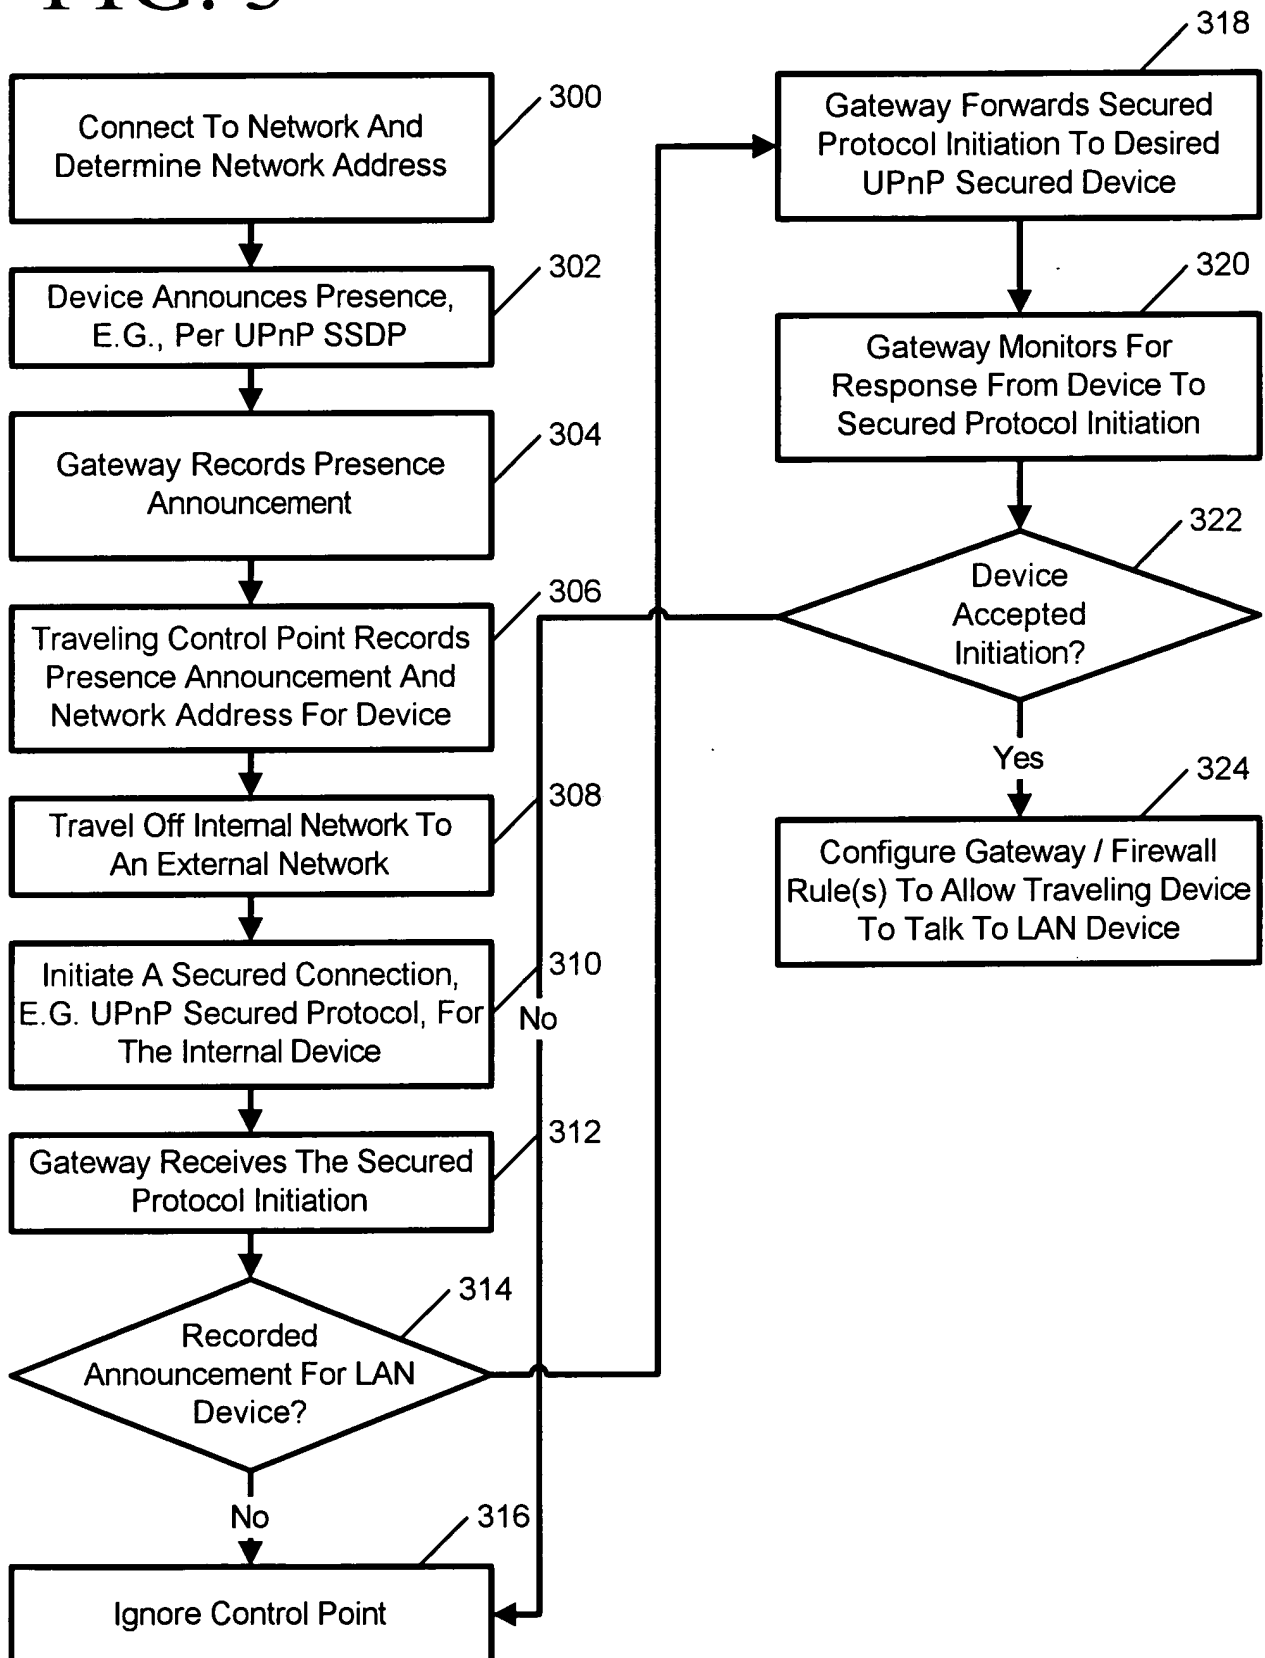 300
Connect To Network And
Determine Network Address
302
Device Announces Presence,
E.G., Per UPnP SSDP
304
Gateway Records Presence
Announcement
306
Traveling Control Point Records
Presence Announcement And
Network Address For Device
308
Travel Off Internal Network To
An External Network
310
Initiate A Secured Connection,
E.G. UPnP Secured Protocol, For
The Internal Device
No
312
Gateway Receives The Secured
Protocol Initiation
314
Recorded
Announcement For LAN
Device?
No
316
Ignore Control Point
318
Gateway Forwards Secured
Protocol Initiation To Desired
UPnP Secured Device
320
Gateway Monitors For
Response From Device To
Secured Protocol Initiation
322
Device
Accepted
Initiation?
Yes
324
Configure Gateway / Firewall
Rule(s) To Allow Traveling Device
To Talk To LAN Device